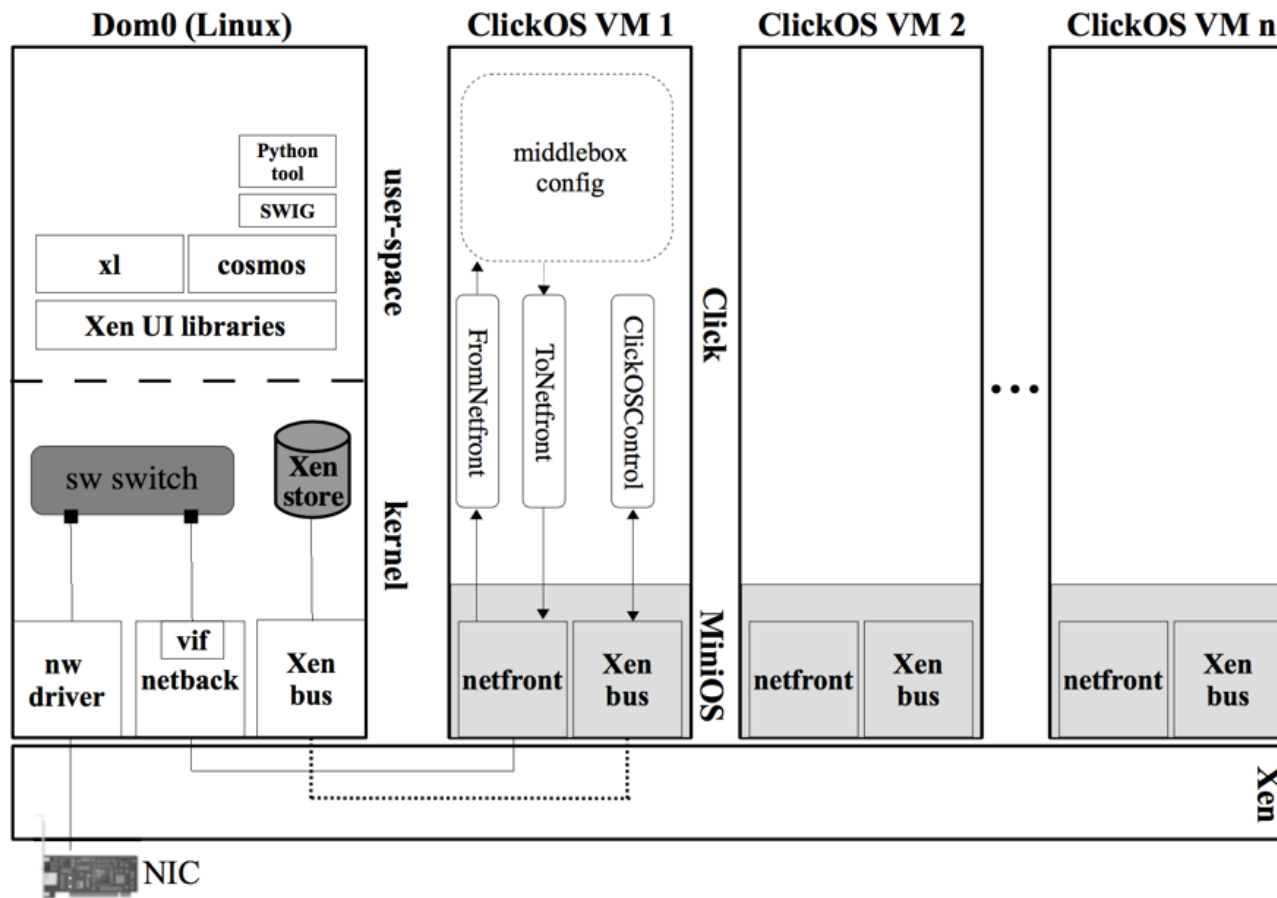 Dom0 (Linux)
ClickOS VM 1
ClickOS VM 2
ClickOS VM n
Python
tool
SWIG
xl
cosmos
Xen UI libraries
user-space
sw switch
Xen
store
kernel
nw
driver
vif
netback
Xen
bus
middlebox
config
FromNetfront
ToNetfront
ClickOSControl
Click
netfront
Xen
bus
MiniOS
netfront
Xen
bus
•••
netfront
Xen
bus
Xen
NIC